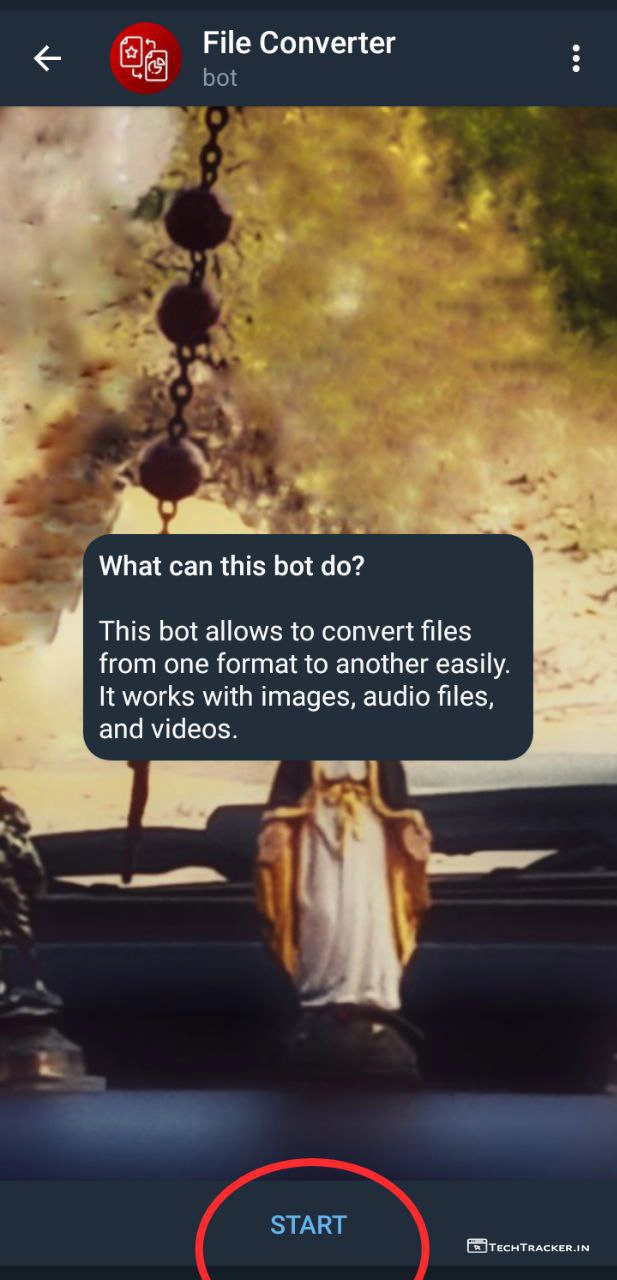 File Converter
bot
What can this bot do?
This bot allows to convert files
from one format to another easily.
It works with images, audio files,
and videos.
START
TECHTRACKER.IN